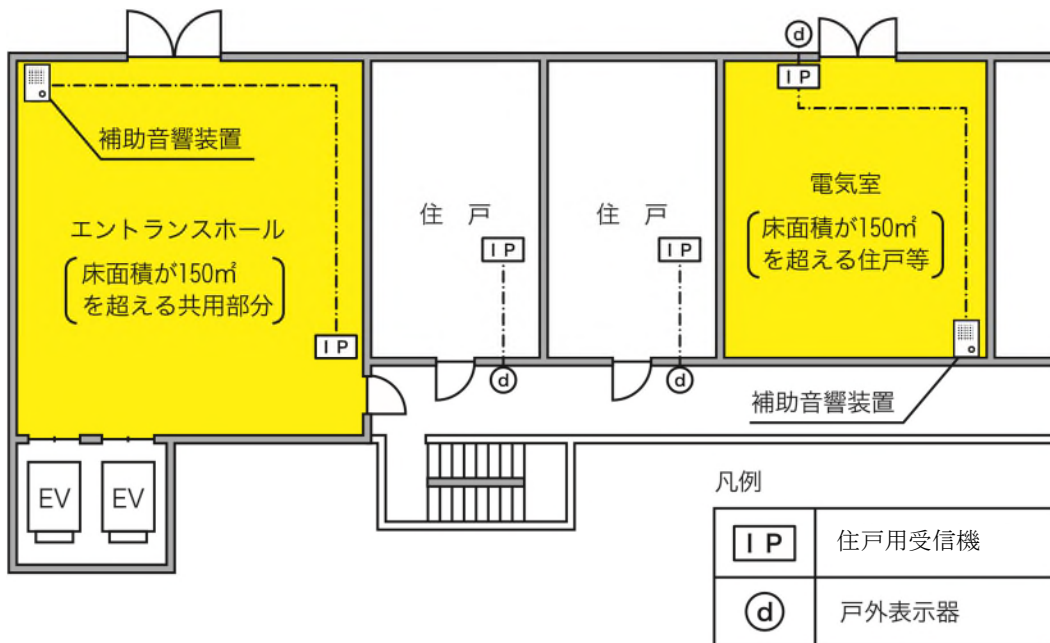 d
IP
補助音響装置
エントランスホール
床面積が150㎡
を超える共用部分
IP
住 戸
IP
d
住 戸
IP
d
電気室
床面積が150㎡
を超える住戸等
補助音響装置
EV
EV
凡例
IP
住戸用受信機
d
戸外表示器